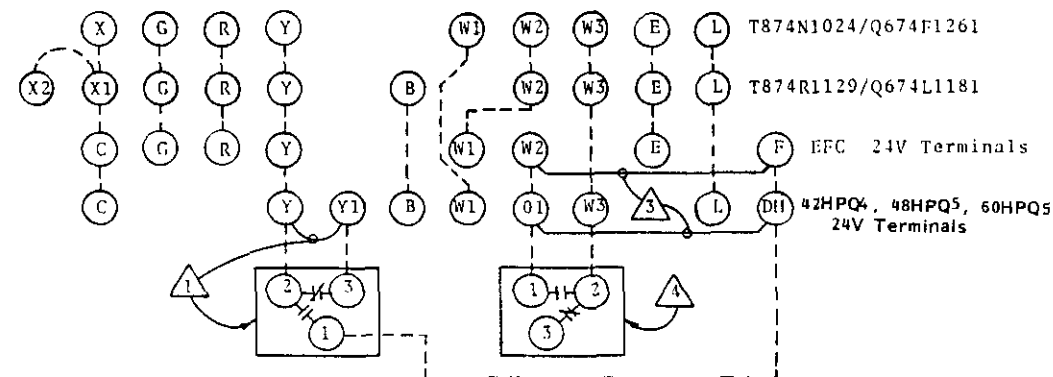 X G R Y W1 W2 W3 E L T874N1024/Q674F1261
X2 X1 G R Y B W2 W3 E L T874R1129/Q674L1181
C G R Y W1 W2 E F EFC 24V Terminals
C Y Y1 B W1 O1 W3 3 L DH 42HPQ4, 48HPQ5, 60HPQ5
24V Terminals
1 2 3 1 2 4
1 3